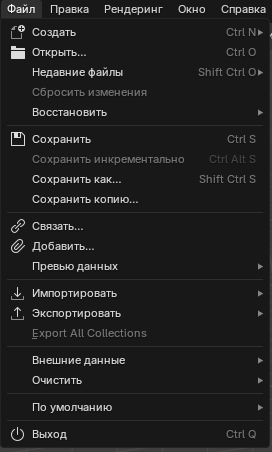 Файл Правка Рендеринг Окно Справка
Создать Ctrl N
Открыть... Ctrl O
Недавние файлы Shift Ctrl O
Сбросить изменения
Восстановить
Сохранить Ctrl S
Сохранить инкрементально Ctrl Alt S
Сохранить как... Shift Ctrl S
Сохранить копию...
Связать...
Добавить...
Превью данных
Импортировать
Экспортировать
Export All Collections
Внешние данные
Очистить
По умолчанию
Выход Ctrl Q